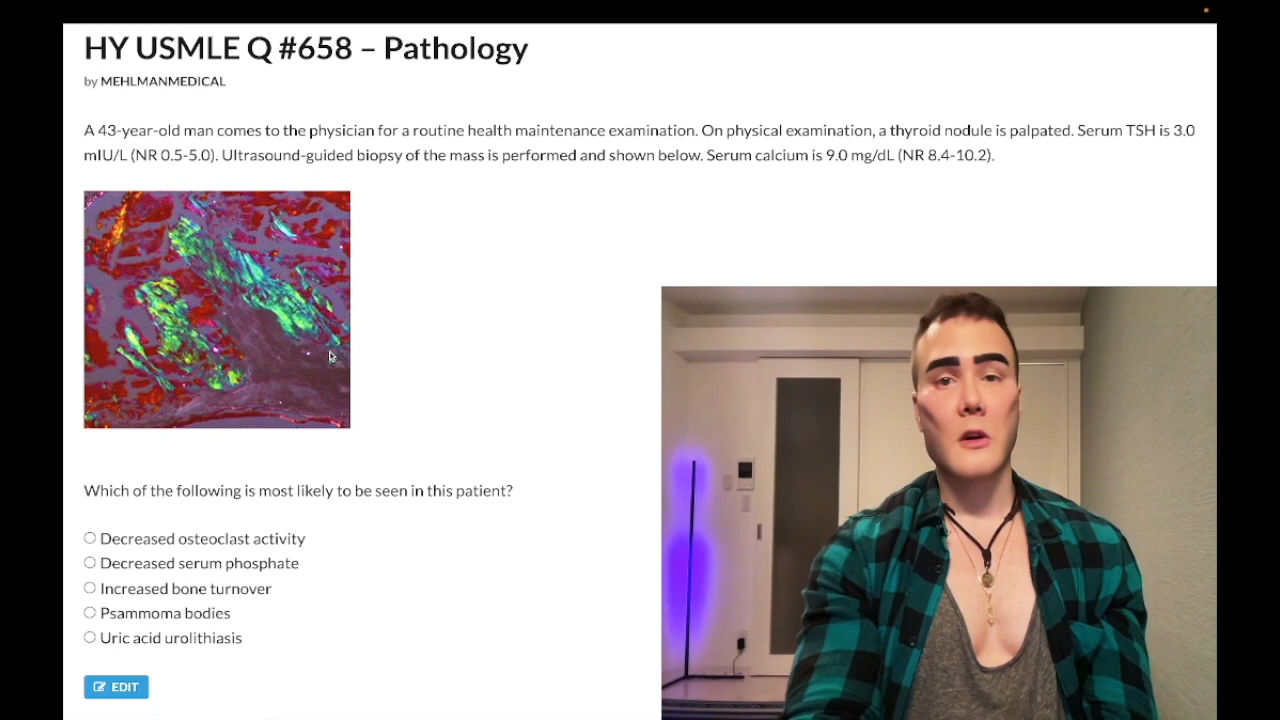 HY USMLE Q #658 – Pathology
by MEHLMANMEDICAL
A 43-year-old man comes to the physician for a routine health maintenance examination. On physical examination, a thyroid nodule is palpated. Serum TSH is 3.0
mIU/L (NR 0.5-5.0). Ultrasound-guided biopsy of the mass is performed and shown below. Serum calcium is 9.0 mg/dL (NR 8.4-10.2).
Which of the following is most likely to be seen in this patient?
Decreased osteoclast activity
Decreased serum phosphate
Increased bone turnover
Psammoma bodies
Uric acid urolithiasis
EDIT